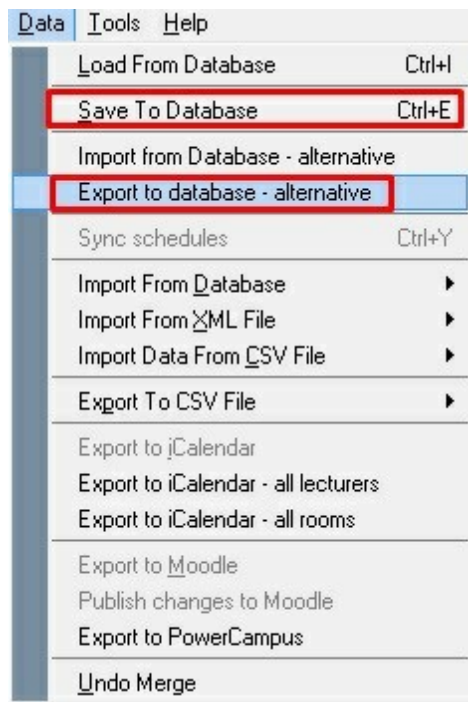 Data Tools Help
Load From Database Ctrl+I
Save To Database Ctrl+E
Import from Database - alternative
Export to database - alternative
Sync schedules Ctrl+Y
Import From Database
Import From XML File
Import Data From CSV File
Export To CSV File
Export to iCalendar
Export to iCalendar - all lecturers
Export to iCalendar - all rooms
Export to Moodle
Publish changes to Moodle
Export to PowerCampus
Undo Merge